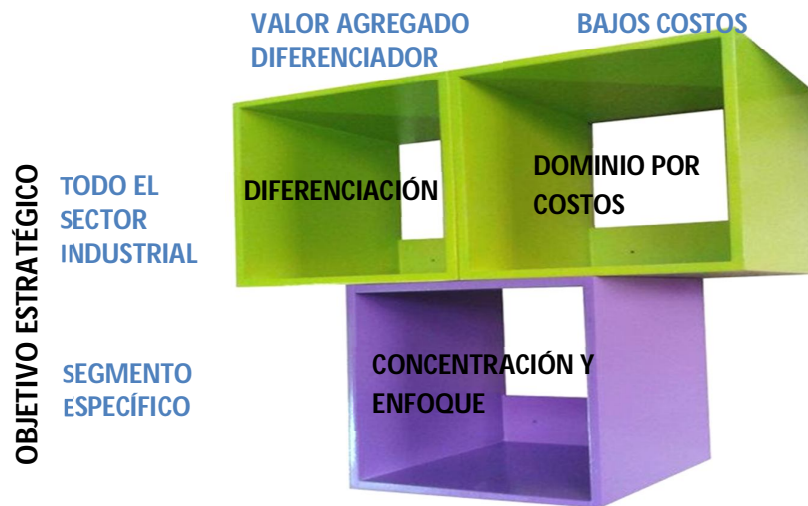 VALOR AGREGADO
DIFERENCIADOR
BAJOS COSTOS
OBJETIVO ESTRATÉGICO
TODO EL
SECTOR
INDUSTRIAL
DIFERENCIACIÓN
DOMINIO POR
COSTOS
SEGMENTO
ESPECÍFICO
CONCENTRACIÓN Y
ENFOQUE